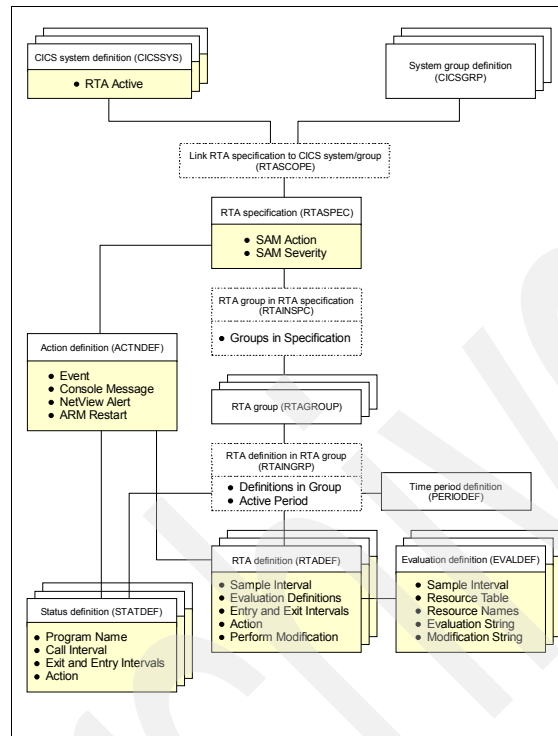 CICS system definition (CICSSYS)
● RTA Active
System group definition
(CICSGRP)
Link RTA specification to CICS system/group
(RTASCOPE)
RTA specification (RTASPEC)
● SAM Action
● SAM Severity
RTA group in RTA specification
(RTAINSPC)
● Groups in Specification
Action definition (ACTNDEF)
● Event
● Console Message
● NetView Alert
● ARM Restart
RTA group (RTAGROUP)
RTA definition in RTA group
(RTAINGRP)
● Definitions in Group
● Active Period
Time period definition
(PERIODEF)
RTA definition (RTADEF)
● Sample Interval
● Evaluation Definitions
● Entry and Exit Intervals
● Action
● Perform Modification
Evaluation definition (EVALDEF)
● Sample Interval
● Resource Table
● Resource Names
● Evaluation String
● Modification String
Status definition (STATDEF)
● Program Name
● Call Interval
● Exit and Entry Intervals
● Action